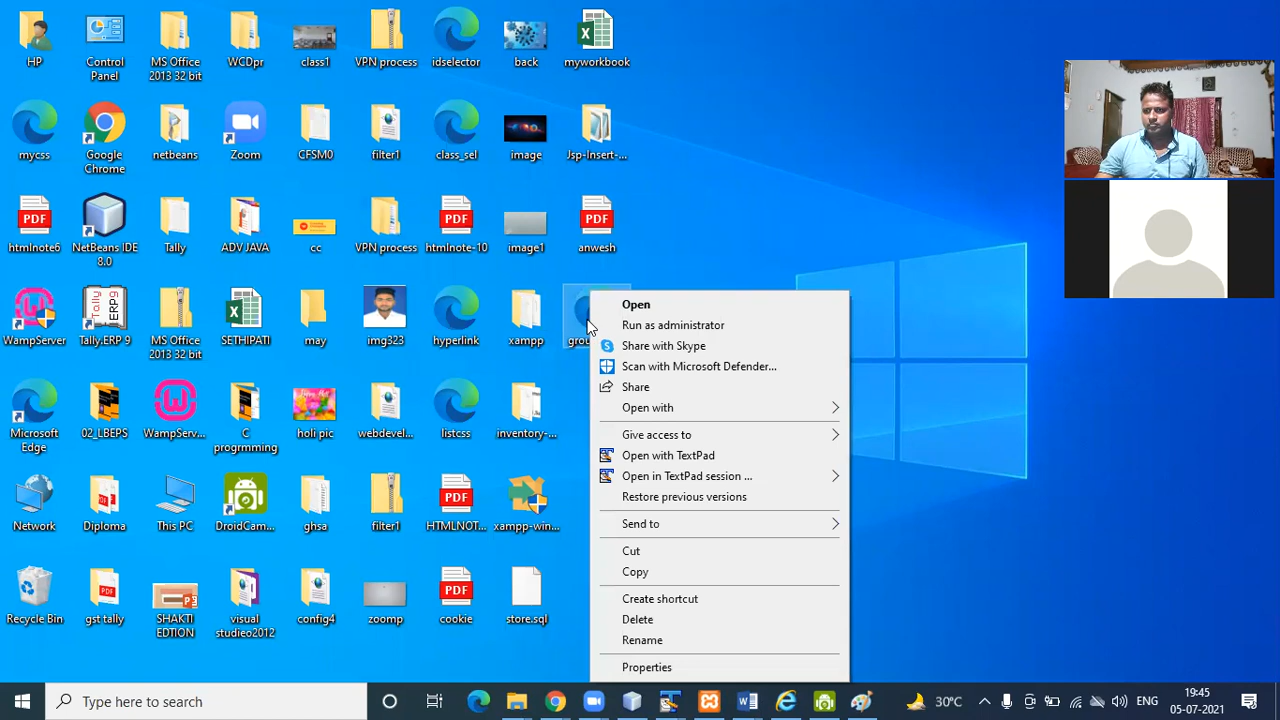 HP
Control
Panel
MS Office
2013 32 bit
WCDpr
class1
VPN process
idselector
back
myworkbook
mycss
Google
Chrome
netbeans
Zoom
CFSM0
filter1
class_sel
image
Jsp-Insert-...
PDF
htmlnote6
NetBeans IDE
8.0
Tally
ADV JAVA
cc
VPN process
PDF
htmlnote-10
image1
PDF
anwesh
WampServer
Tally.ERP 9
MS Office
2013 32 bit
SETHIPATI
may
img323
hyperlink
xampp
Microsoft
Edge
02_LBEPS
WampServ...
C
progrmming
holi pic
webdevel...
listcss
inventory-...
Network
Diploma
This PC
DroidCam...
ghsa
filter1
PDF
HTMLNOT...
xampp-win...
Recycle Bin
gst tally
SHAKTI
EDTION
visual
studieo2012
config4
zoomp
PDF
cookie
store.sql
Open
Run as administrator
Share with Skype
Scan with Microsoft Defender...
Share
Open with
Give access to
Open with TextPad
Open in TextPad session ...
Restore previous versions
Send to
Cut
Copy
Create shortcut
Delete
Rename
Properties
Type here to search
30°C
ENG
19:45
05-07-2021